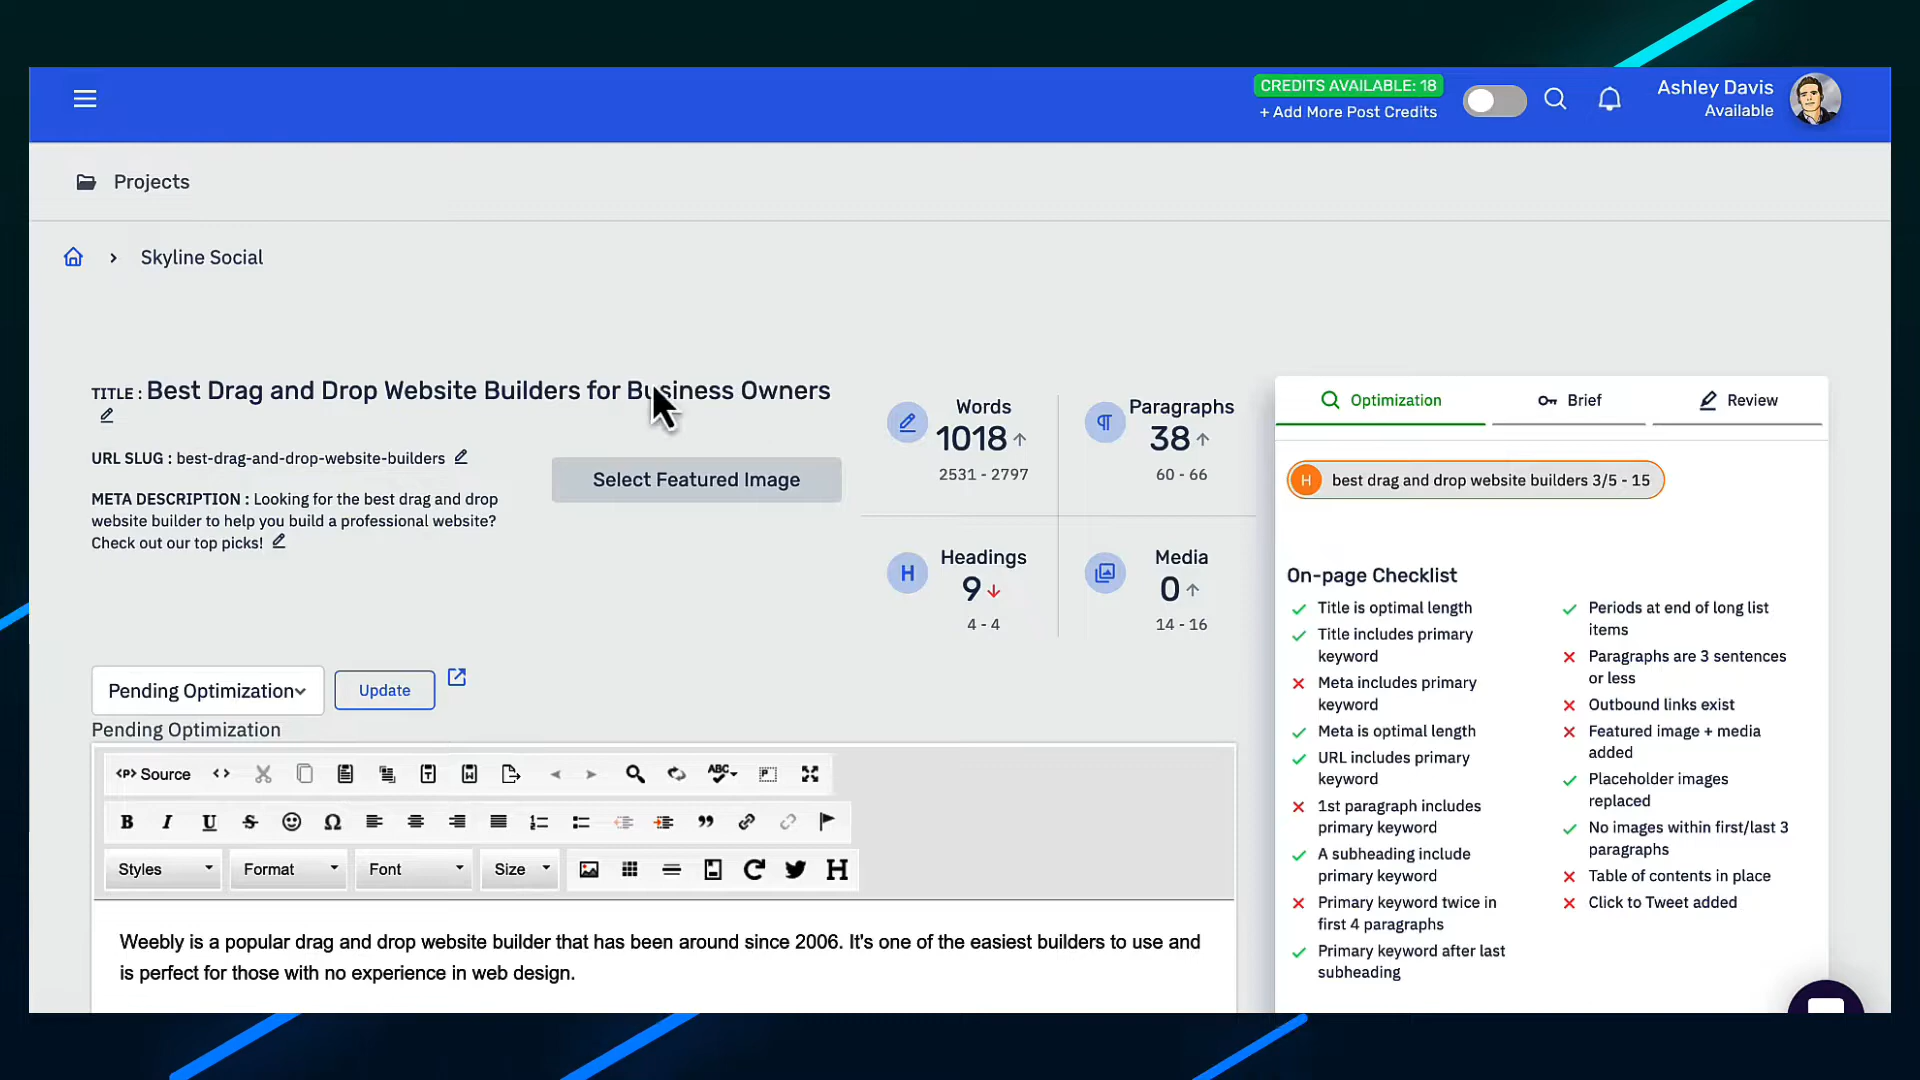 CREDITS AVAILABLE: 18
+ Add More Post Credits
Ashley Davis
Available
Projects
Skyline Social
TITLE : Best Drag and Drop Website Builders for Business Owners
URL SLUG : best-drag-and-drop-website-builders
META DESCRIPTION : Looking for the best drag and drop
website builder to help you build a professional website?
Check out our top picks!
Select Featured Image
Words
1018
2531 - 2797
Paragraphs
38
60 - 66
Headings
H
9
4 - 4
Media
0
14 - 16
Pending Optimization
Update
Pending Optimization
Source
ABC
B I U S Ω
Styles Format Font Size H
Weebly is a popular drag and drop website builder that has been around since 2006. It's one of the easiest builders to use and
is perfect for those with no experience in web design.
Optimization
Brief
Review
H best drag and drop website builders 3/5 - 15
On-page Checklist
Title is optimal length
Title includes primary
keyword
Meta includes primary
keyword
Meta is optimal length
URL includes primary
keyword
1st paragraph includes
primary keyword
A subheading include
primary keyword
Primary keyword twice in
first 4 paragraphs
Primary keyword after last
subheading
Periods at end of long list
items
Paragraphs are 3 sentences
or less
Outbound links exist
Featured image + media
added
Placeholder images
replaced
No images within first/last 3
paragraphs
Table of contents in place
Click to Tweet added